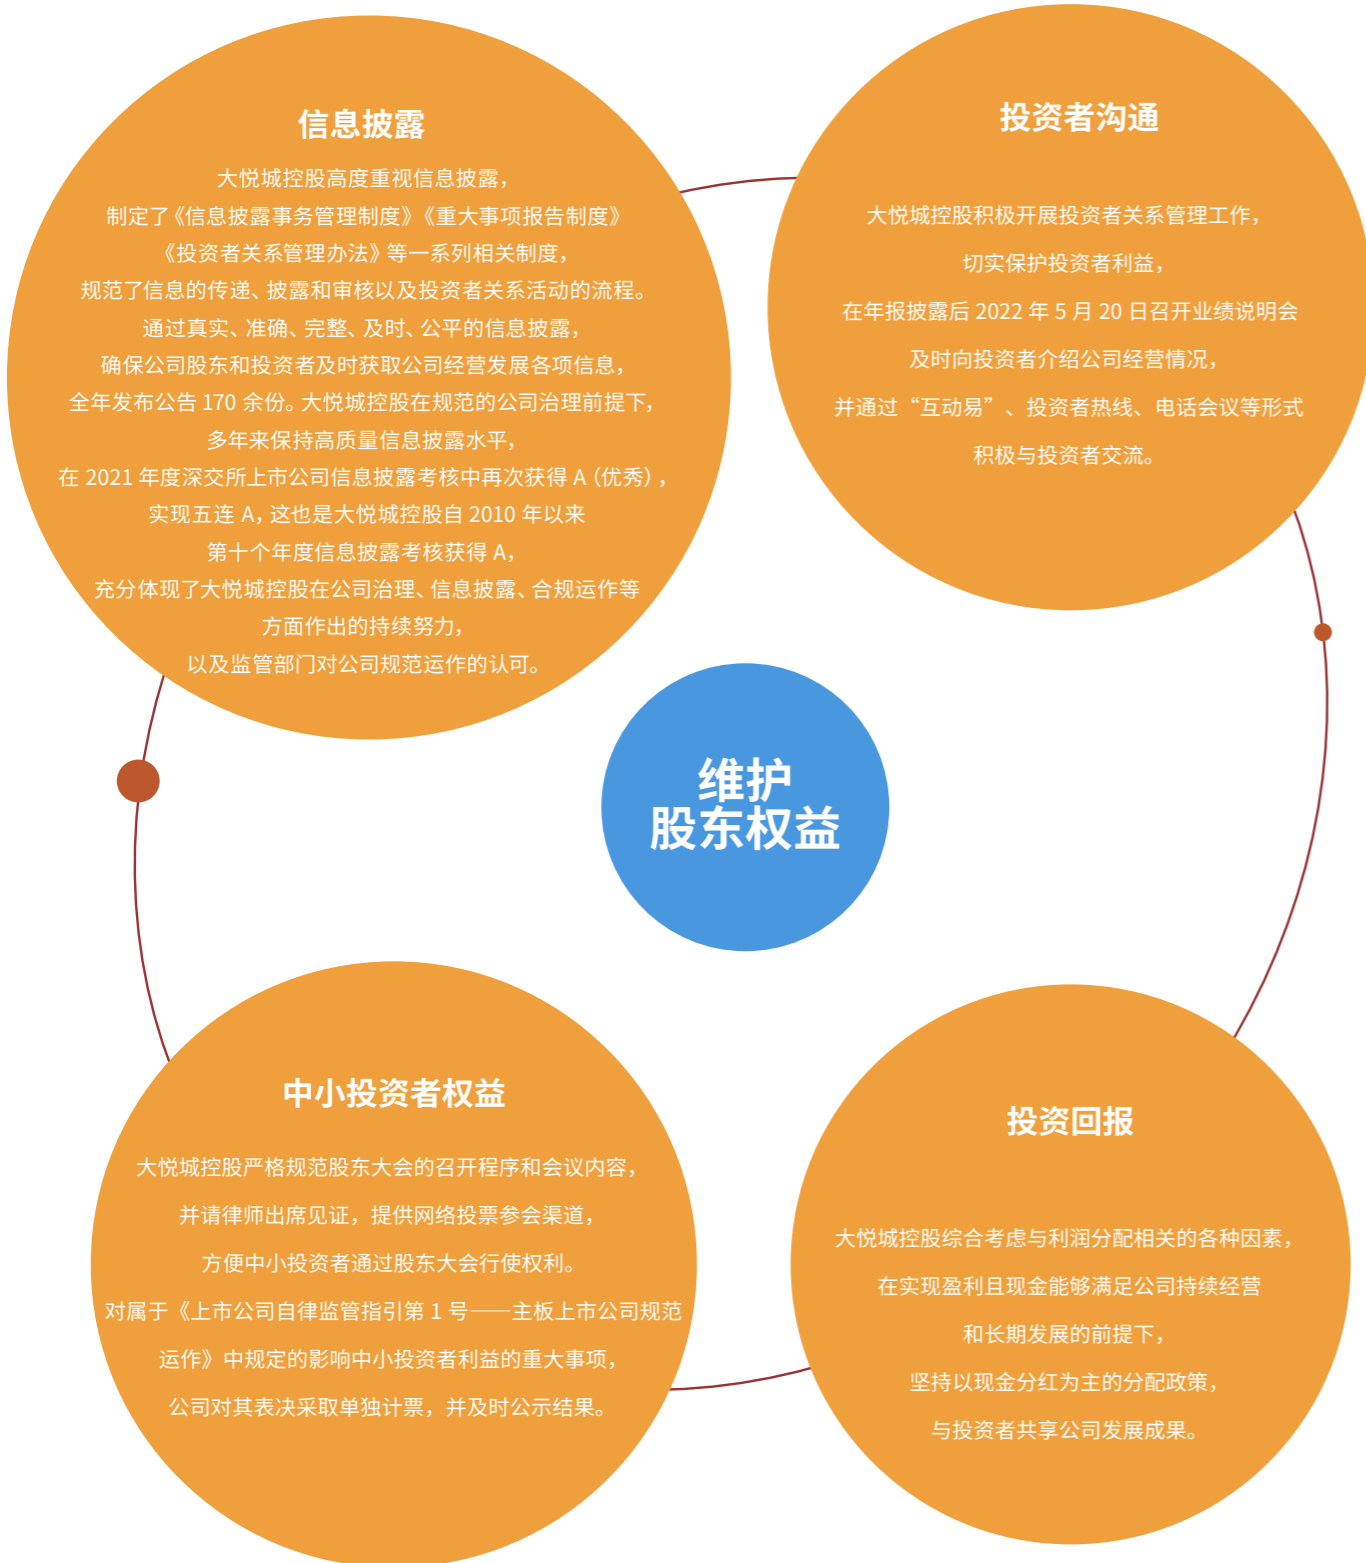 信息披露
大悦城控股高度重视信息披露，
制定了《信息披露事务管理制度》《重大事项报告制度》
《投资者关系管理办法》等一系列相关制度，
规范了信息的传递、披露和审核以及投资者关系活动的流程。
通过真实、准确、完整、及时、公平的信息披露，
确保公司股东和投资者及时获取公司经营发展各项信息，
全年发布公告 170 余份。大悦城控股在规范的公司治理前提下，
多年来保持高质量信息披露水平，
在 2021 年度深交所上市公司信息披露考核中再次获得 A（优秀），
实现五连 A，这也是大悦城控股自 2010 年以来
第十个年度信息披露考核获得 A，
充分体现了大悦城控股在公司治理、信息披露、合规运作等
方面作出的持续努力，
以及监管部门对公司规范运作的认可。
投资者沟通
大悦城控股积极开展投资者关系管理工作，
切实保护投资者利益，
在年报披露后 2022 年 5 月 20 日召开业绩说明会
及时向投资者介绍公司经营情况，
并通过“互动易”、投资者热线、电话会议等形式
积极与投资者交流。
维护
股东权益
中小投资者权益
大悦城控股严格规范股东大会的召开程序和会议内容，
并请律师出席见证，提供网络投票参会渠道，
方便中小投资者通过股东大会行使权利。
对属于《上市公司自律监管指引第 1 号——主板上市公司规范
运作》中规定的影响中小投资者利益的重大事项，
公司对其表决采取单独计票，并及时公示结果。
投资回报
大悦城控股综合考虑与利润分配相关的各种因素，
在实现盈利且现金能够满足公司持续经营
和长期发展的前提下，
坚持以现金分红为主的分配政策，
与投资者共享公司发展成果。